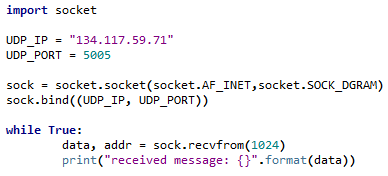 import socket

UDP_IP = "134.117.59.71"
UDP_PORT = 5005

sock = socket.socket(socket.AF_INET,socket.SOCK_DGRAM)
sock.bind((UDP_IP, UDP_PORT))

while True:
        data, addr = sock.recvfrom(1024)
        print("received message: {}".format(data))